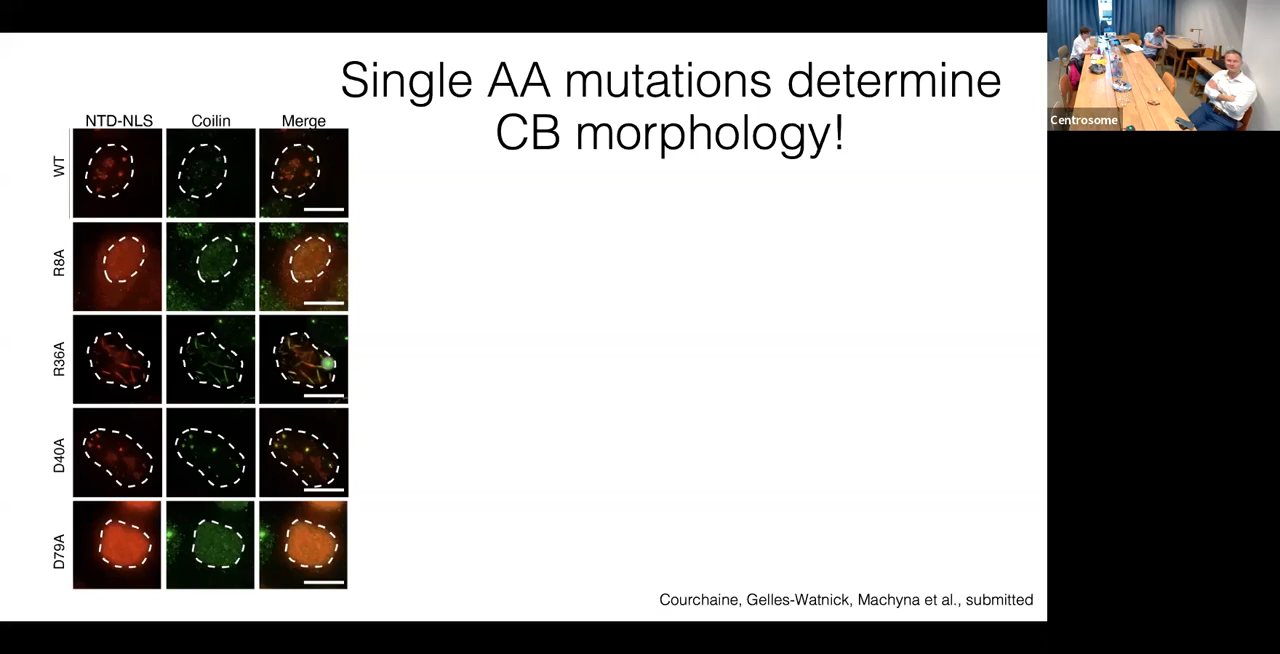 Single AA mutations determine
CB morphology!
NTD-NLS Coilin Merge
WT
R8A
R36A
D40A
D79A
Courchaine, Gelles-Watnick, Machyna et al., submitted
Centrosome